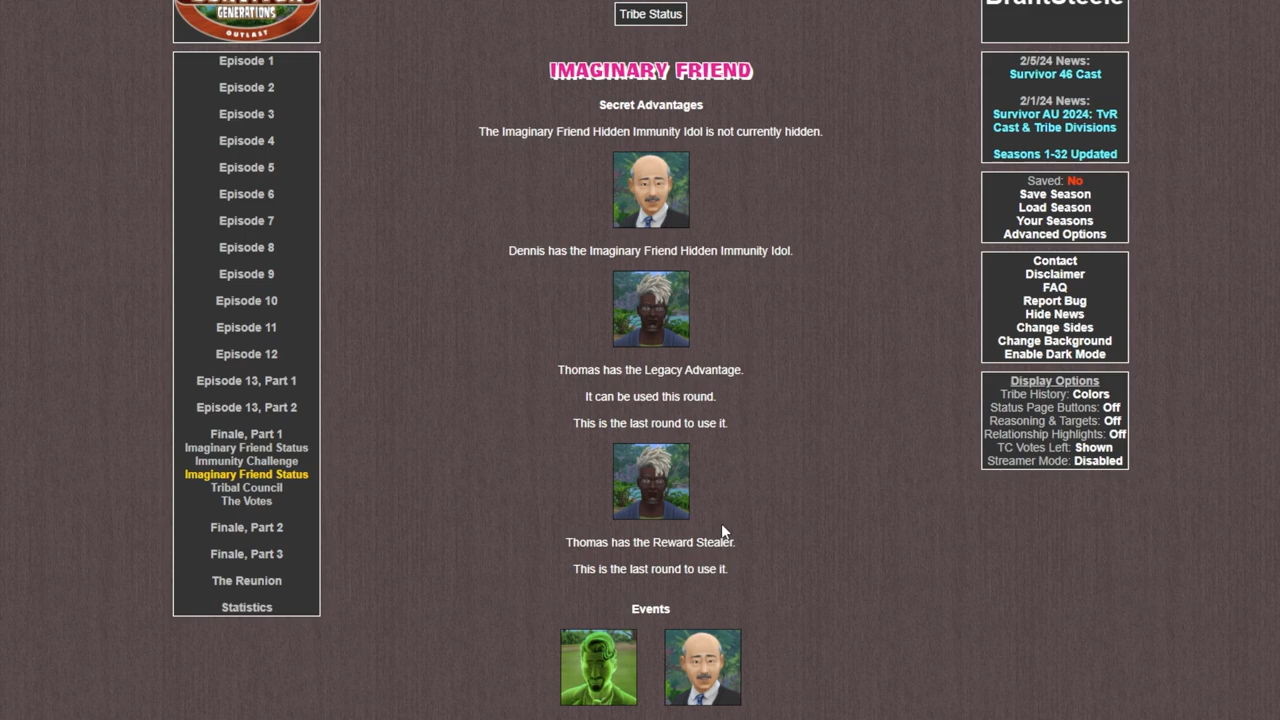 GENERATIONS
OUTLAST
Episode 1
Episode 2
Episode 3
Episode 4
Episode 5
Episode 6
Episode 7
Episode 8
Episode 9
Episode 10
Episode 11
Episode 12
Episode 13, Part 1
Episode 13, Part 2
Finale, Part 1
Imaginary Friend Status
Immunity Challenge
Imaginary Friend Status
Tribal Council
The Votes
Finale, Part 2
Finale, Part 3
The Reunion
Statistics
Tribe Status
IMAGINARY FRIEND
Secret Advantages
The Imaginary Friend Hidden Immunity Idol is not currently hidden.
Dennis has the Imaginary Friend Hidden Immunity Idol.
Thomas has the Legacy Advantage.
It can be used this round.
This is the last round to use it.
Thomas has the Reward Stealer.
This is the last round to use it.
Events
BrantSteele
2/5/24 News:
Survivor 46 Cast
2/1/24 News:
Survivor AU 2024: TvR
Cast & Tribe Divisions
Seasons 1-32 Updated
Saved: No
Save Season
Load Season
Your Seasons
Advanced Options
Contact
Disclaimer
FAQ
Report Bug
Hide News
Change Sides
Change Background
Enable Dark Mode
Display Options
Tribe History: Colors
Status Page Buttons: Off
Reasoning & Targets: Off
Relationship Highlights: Off
TC Votes Left: Shown
Streamer Mode: Disabled